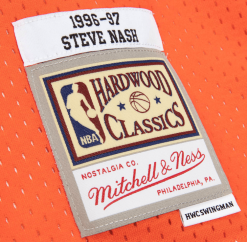 1996-97
STEVE NASH
HARDWOOD
CLASSICS
NBA
NOSTALGIA CO.
Mitchell & Ness
PHILADELPHIA, PA.
HWCSWINGMAN